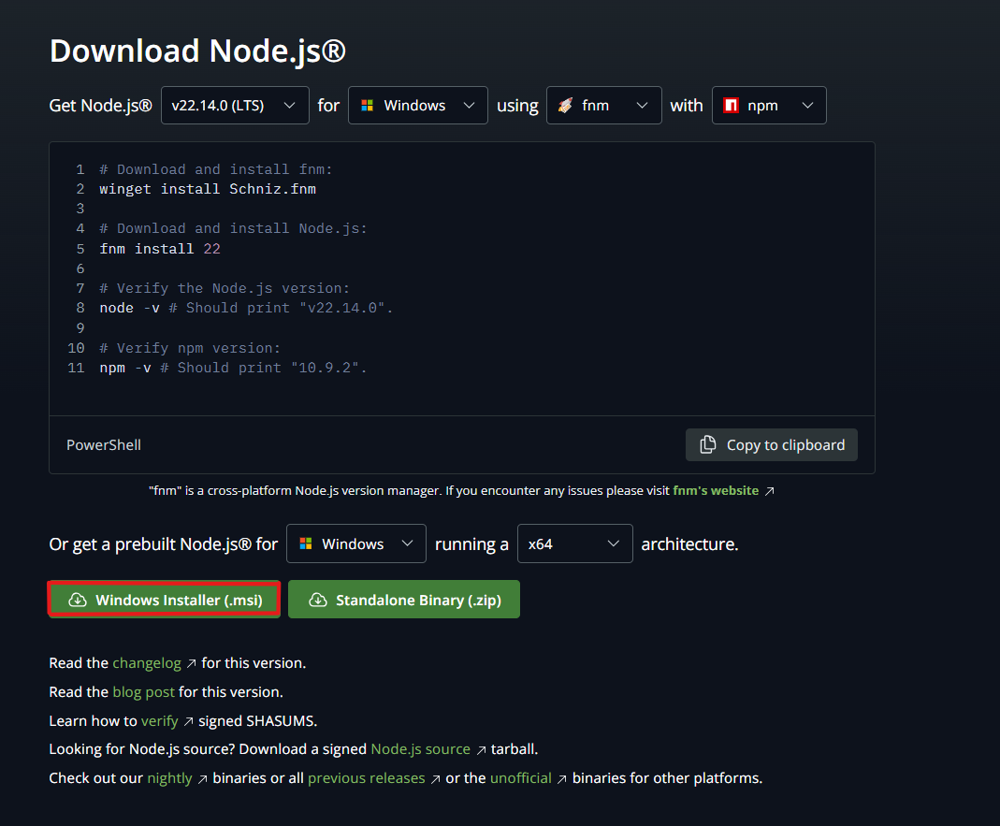 Download Node.js®
Get Node.js® v22.14.0 (LTS) for Windows using fnm with npm
1 # Download and install fnm:
2 winget install Schniz.fnm
3
4 # Download and install Node.js:
5 fnm install 22
6
7 # Verify the Node.js version:
8 node -v # Should print "v22.14.0".
9
10 # Verify npm version:
11 npm -v # Should print "10.9.2".
PowerShell Copy to clipboard
"fnm" is a cross-platform Node.js version manager. If you encounter any issues please visit fnm's website ↗
Or get a prebuilt Node.js® for Windows running a x64 architecture.
Windows Installer (.msi) Standalone Binary (.zip)
Read the changelog ↗ for this version.
Read the blog post for this version.
Learn how to verify ↗ signed SHASUMS.
Looking for Node.js source? Download a signed Node.js source ↗ tarball.
Check out our nightly ↗ binaries or all previous releases ↗ or the unofficial ↗ binaries for other platforms.